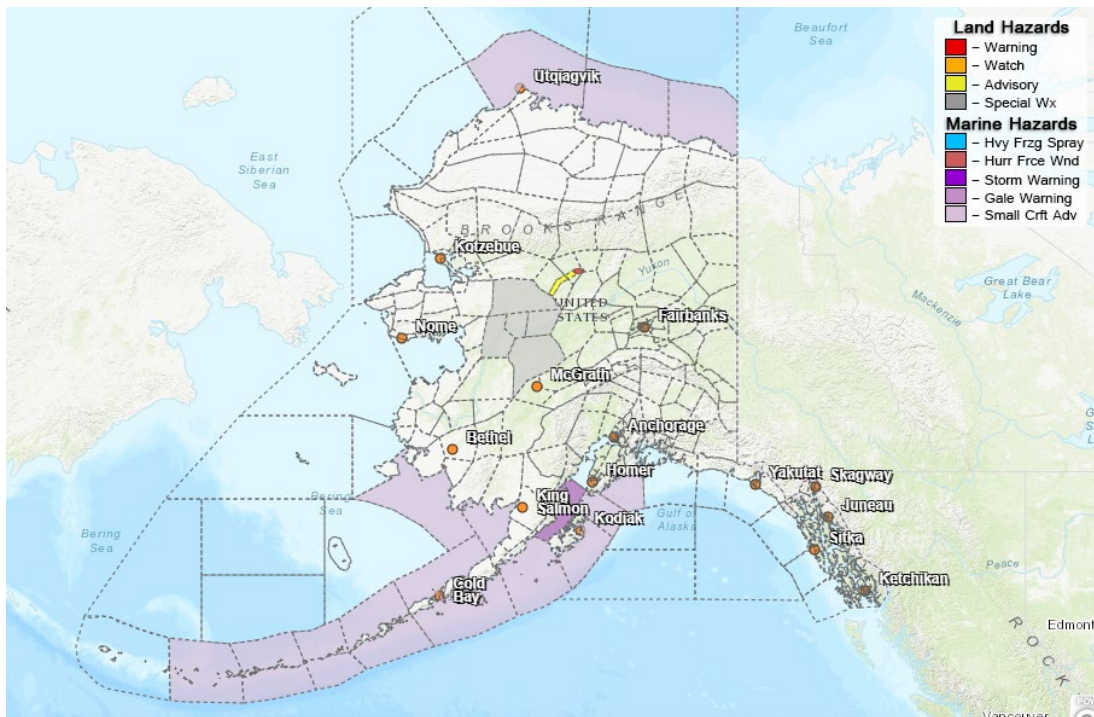 Beaufort
Sea
Land Hazards
– Warning
– Watch
– Advisory
– Special Wx
Marine Hazards
– Hvy Frzg Spray
– Hurr Frce Wnd
– Storm Warning
– Gale Warning
– Small Crft Adv
Utqiagvik
East
Siberian
Sea
BROOKS RANGE
Kotzebue
Yukon
Great Bear
Lake
Mackenzie
UNITED
STATES
Fairbanks
Nome
McGrath
Anchorage
Bethel
Homer
Yakutat
Skagway
King
Salmon
Kodiak
Gulf of
Alaska
Juneau
Sitka
Bering
Sea
Bering
Sea
Cold
Bay
Ketchikan
Peace
Edmont
ROCK
Vancouver